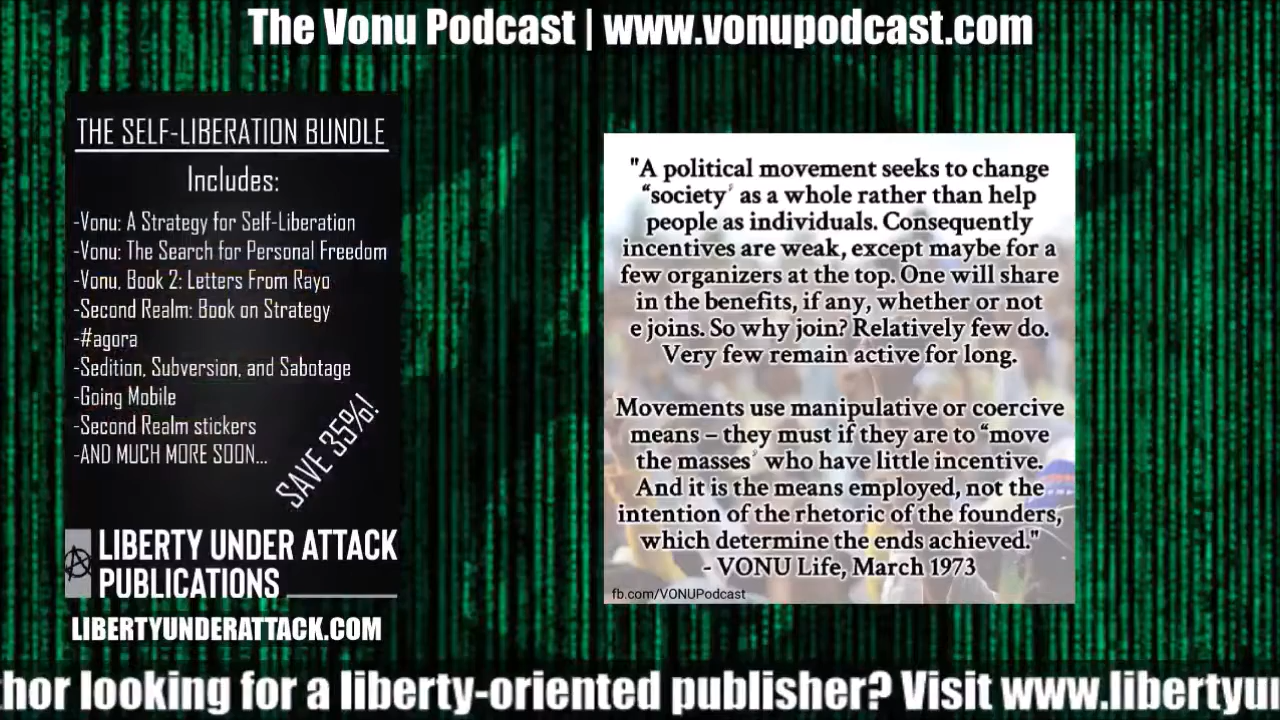 The Vonu Podcast | www.vonupodcast.com
THE SELF-LIBERATION BUNDLE
Includes:
-Vonu: A Strategy for Self-Liberation
-Vonu: The Search for Personal Freedom
-Vonu, Book 2: Letters From Rayo
-Second Realm: Book on Strategy
-#agora
-Sedition, Subversion, and Sabotage
-Going Mobile
-Second Realm stickers
-AND MUCH MORE SOON...
SAVE 35%!
LIBERTY UNDER ATTACK
PUBLICATIONS
LIBERTYUNDERATTACK.COM
"A political movement seeks to change
“society’ as a whole rather than help
people as individuals. Consequently
incentives are weak, except maybe for a
few organizers at the top. One will share
in the benefits, if any, whether or not
e joins. So why join? Relatively few do.
Very few remain active for long.
Movements use manipulative or coercive
means – they must if they are to “move
the masses’ who have little incentive.
And it is the means employed, not the
intention of the rhetoric of the founders,
which determine the ends achieved."
- VONU Life, March 1973
fb.com/VONUPodcast
thor looking for a liberty-oriented publisher? Visit www.libertyu